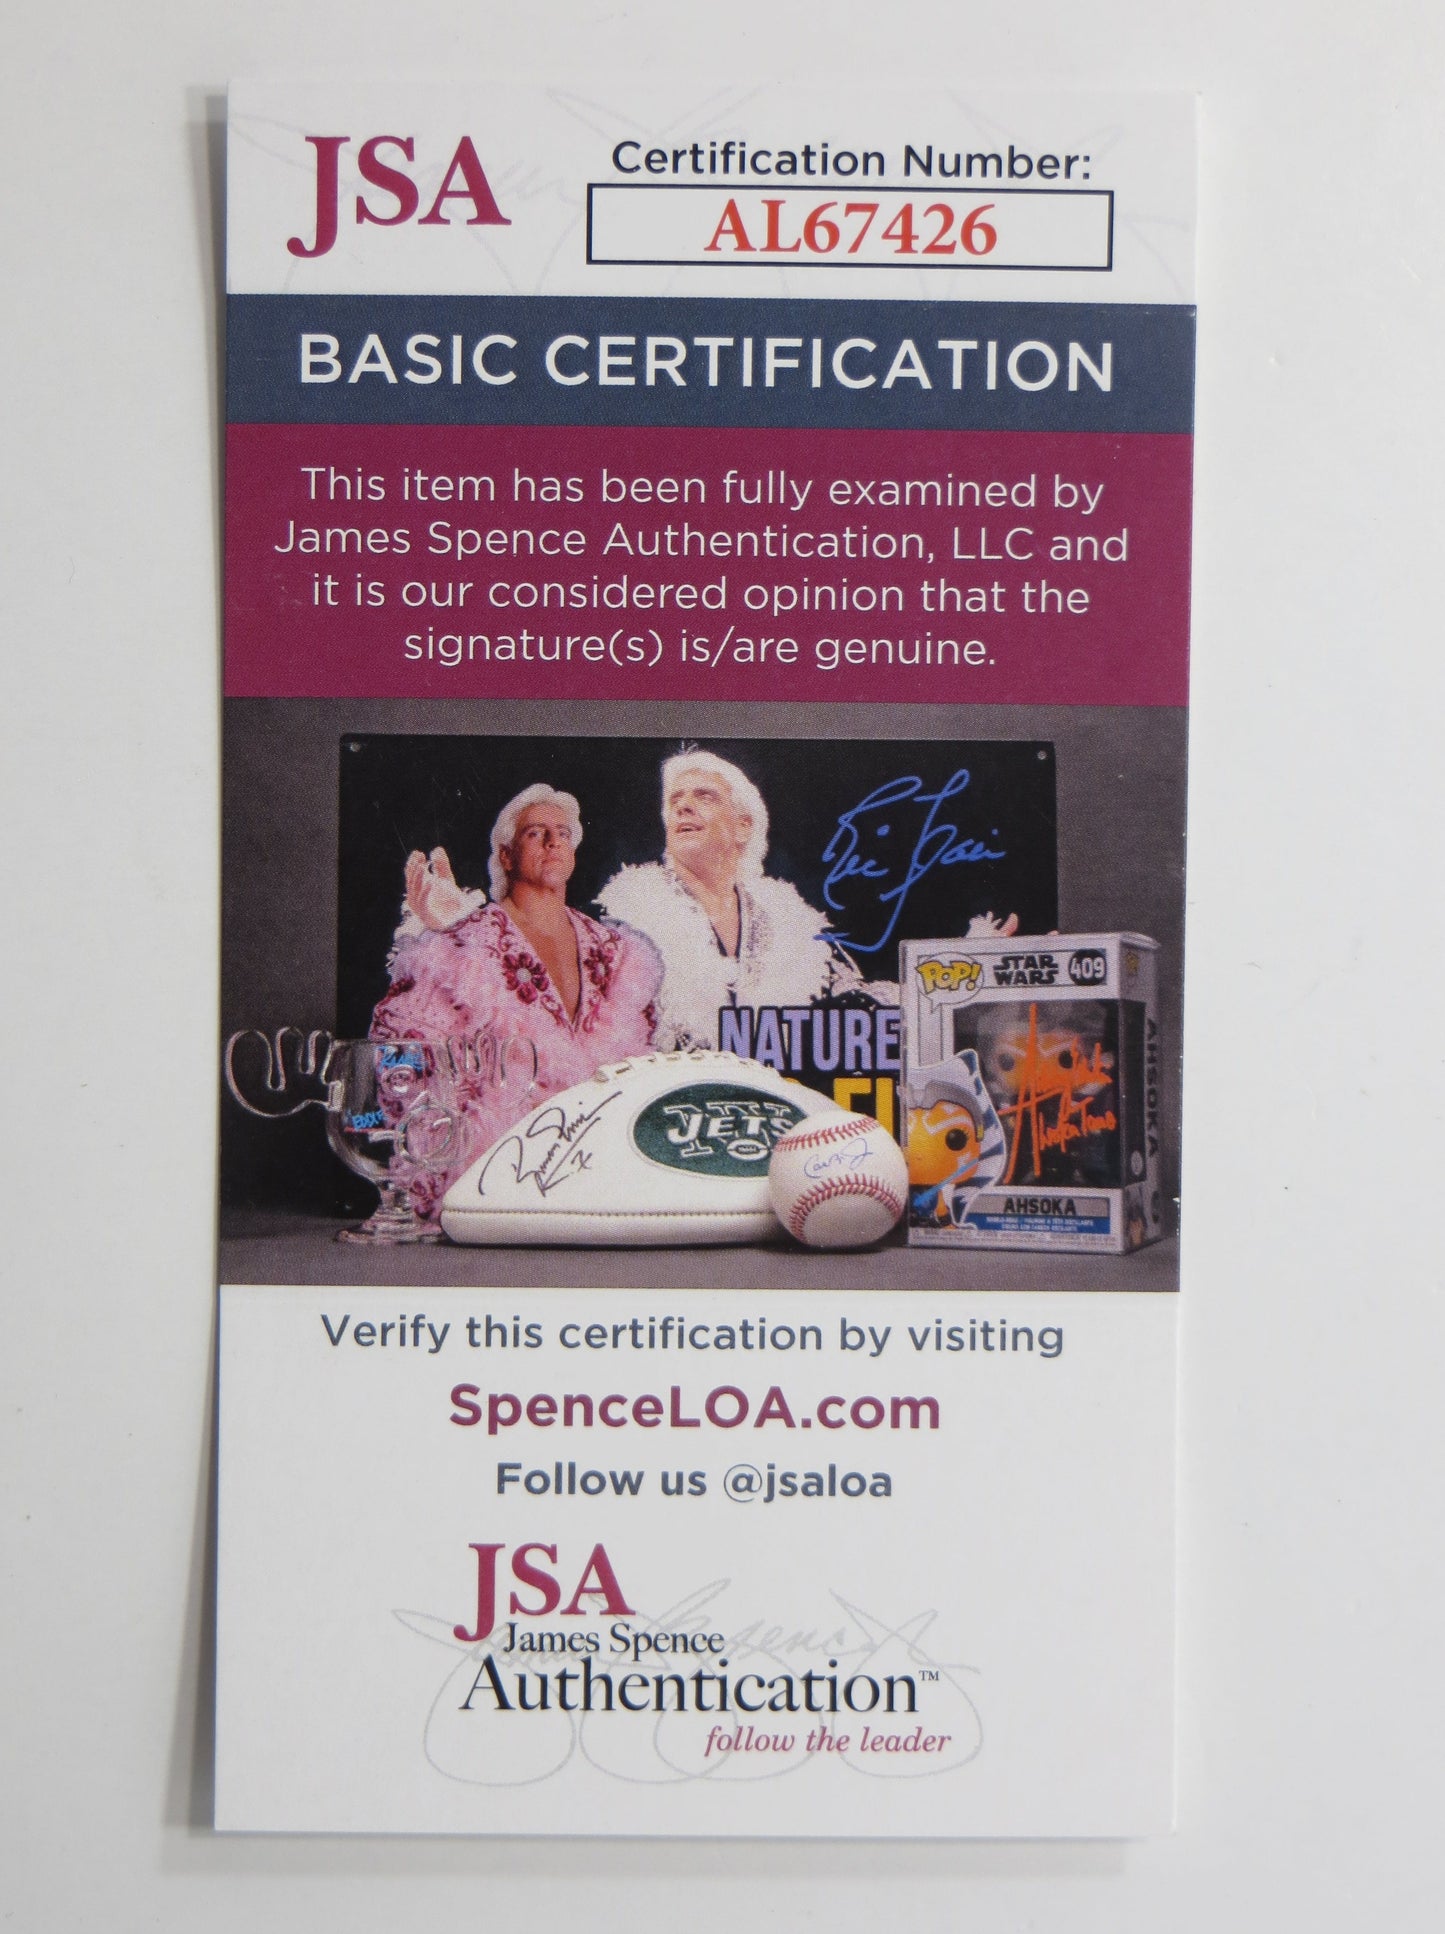 JSA
Certification Number:
AL67426
BASIC CERTIFICATION
This item has been fully examined by
James Spence Authentication, LLC and
it is our considered opinion that the
signature(s) is/are genuine.
Ric Flair
POP!
STAR
WARS
409
NATURE
JETS
AHSOKA
AHSOKA
Verify this certification by visiting
SpenceLOA.com
Follow us @jsaloa
JSA
James Spence
Authentication™
follow the leader